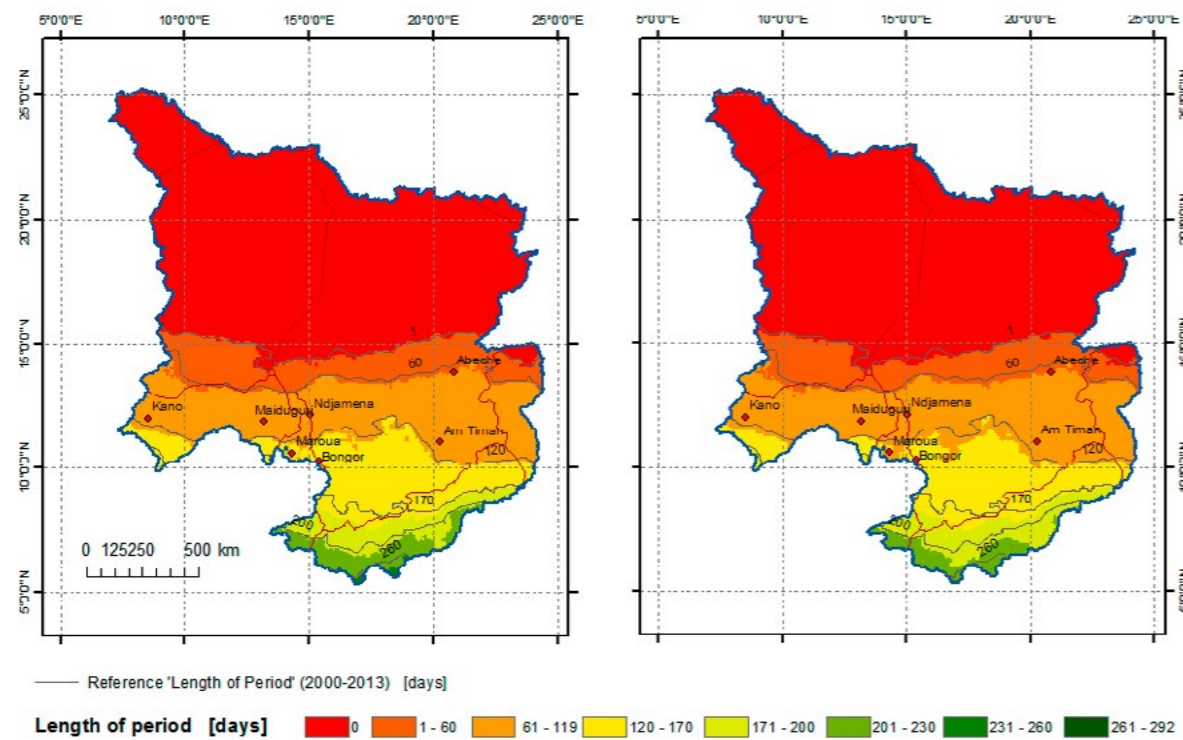 5°0'0"E 10°0'0"E 15°0'0"E 20°0'0"E 25°0'0"E
5°0'0"E 10°0'0"E 15°0'0"E 20°0'0"E 25°0'0"E
25°0'0"N
20°0'0"N
15°0'0"N
10°0'0"N
5°0'0"N
1
60
Abeche
Kano
Maiduguri
Ndjamena
Maroua
Am Timan
Bongor
120
170
200
260
0 125250 500 km
1
60
Abeche
Kano
Maiduguri
Ndjamena
Maroua
Am Timan
Bongor
120
170
200
260
Reference 'Length of Period' (2000-2013) [days]
Length of period [days] 0 1 - 60 61 - 119 120 - 170 171 - 200 201 - 230 231 - 260 261 - 292